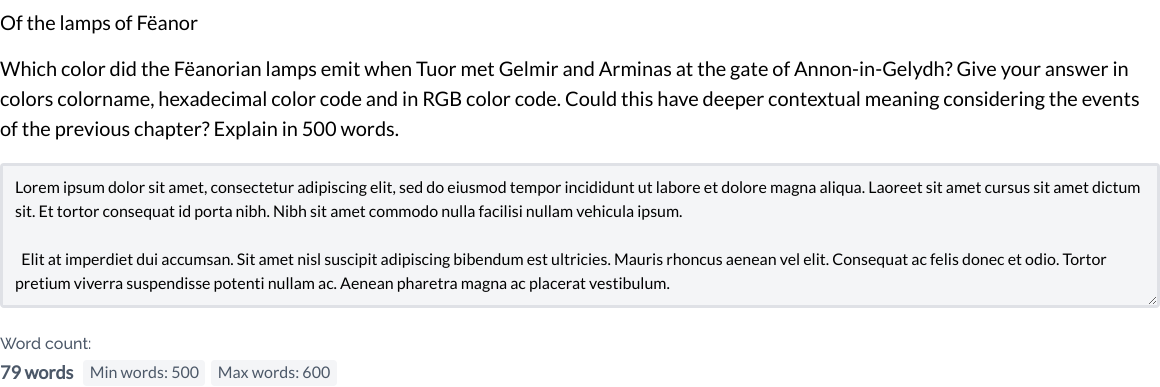 Of the lamps of Fëanor
Which color did the Fëanorian lamps emit when Tuor met Gelmir and Arminas at the gate of Annon-in-Gelydh? Give your answer in
colors colorname, hexadecimal color code and in RGB color code. Could this have deeper contextual meaning considering the events
of the previous chapter? Explain in 500 words.
Lorem ipsum dolor sit amet, consectetur adipiscing elit, sed do eiusmod tempor incididunt ut labore et dolore magna aliqua. Laoreet sit amet cursus sit amet dictum
sit. Et tortor consequat id porta nibh. Nibh sit amet commodo nulla facilisi nullam vehicula ipsum.
Elit at imperdiet dui accumsan. Sit amet nisl suscipit adipiscing bibendum est ultricies. Mauris rhoncus aenean vel elit. Consequat ac felis donec et odio. Tortor
pretium viverra suspendisse potenti nullam ac. Aenean pharetra magna ac placerat vestibulum.
Word count:
79 words Min words: 500 Max words: 600